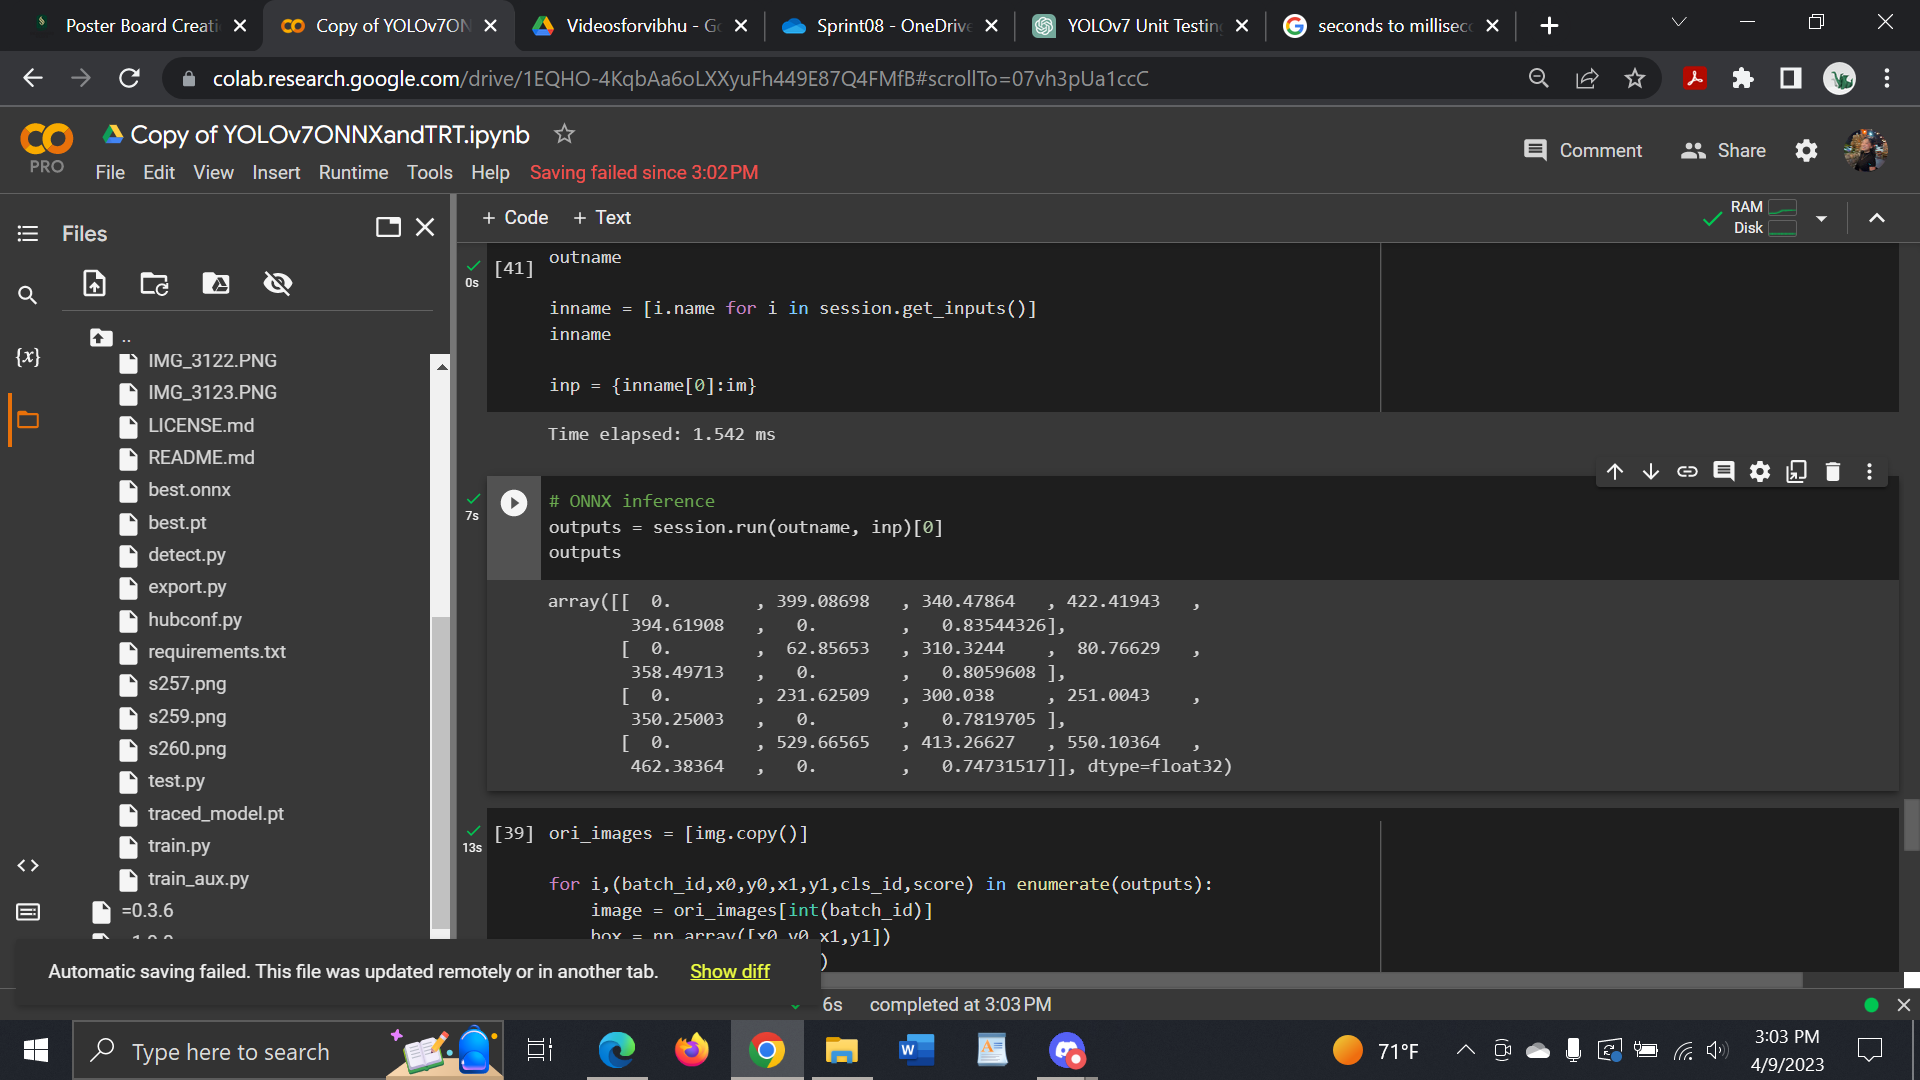 Poster Board Creati
Copy of YOLOv7ON
Videosforvibhu - Go
Sprint08 - OneDrive
YOLOv7 Unit Testing
seconds to millisecc
colab.research.google.com/drive/1EQHO-4KqbAa6oLXXyuFh449E87Q4FMfB#scrollTo=07vh3pUa1ccC
Copy of YOLOv7ONNXandTRT.ipynb
PRO
File Edit View Insert Runtime Tools Help Saving failed since 3:02 PM
Comment
Share
Files
+ Code + Text
RAM
Disk
..
IMG_3122.PNG
IMG_3123.PNG
LICENSE.md
README.md
best.onnx
best.pt
detect.py
export.py
hubconf.py
requirements.txt
s257.png
s259.png
s260.png
test.py
traced_model.pt
train.py
train_aux.py
=0.3.6
{x}
0s
[41]
outname
inname = [i.name for i in session.get_inputs()]
inname
inp = {inname[0]:im}
Time elapsed: 1.542 ms
7s
# ONNX inference
outputs = session.run(outname, inp)[0]
outputs
array([[ 0. , 399.08698 , 340.47864 , 422.41943 ,
394.61908 , 0. , 0.83544326],
[ 0. , 62.85653 , 310.3244 , 80.76629 ,
358.49713 , 0. , 0.8059608 ],
[ 0. , 231.62509 , 300.038 , 251.0043 ,
350.25003 , 0. , 0.7819705 ],
[ 0. , 529.66565 , 413.26627 , 550.10364 ,
462.38364 , 0. , 0.74731517]], dtype=float32)
13s
[39] ori_images = [img.copy()]
for i,(batch_id,x0,y0,x1,y1,cls_id,score) in enumerate(outputs):
image = ori_images[int(batch_id)]
box = np.array([x0,y0,x1,y1])
)
Automatic saving failed. This file was updated remotely or in another tab. Show diff
6s completed at 3:03 PM
Type here to search
71°F
3:03 PM
4/9/2023